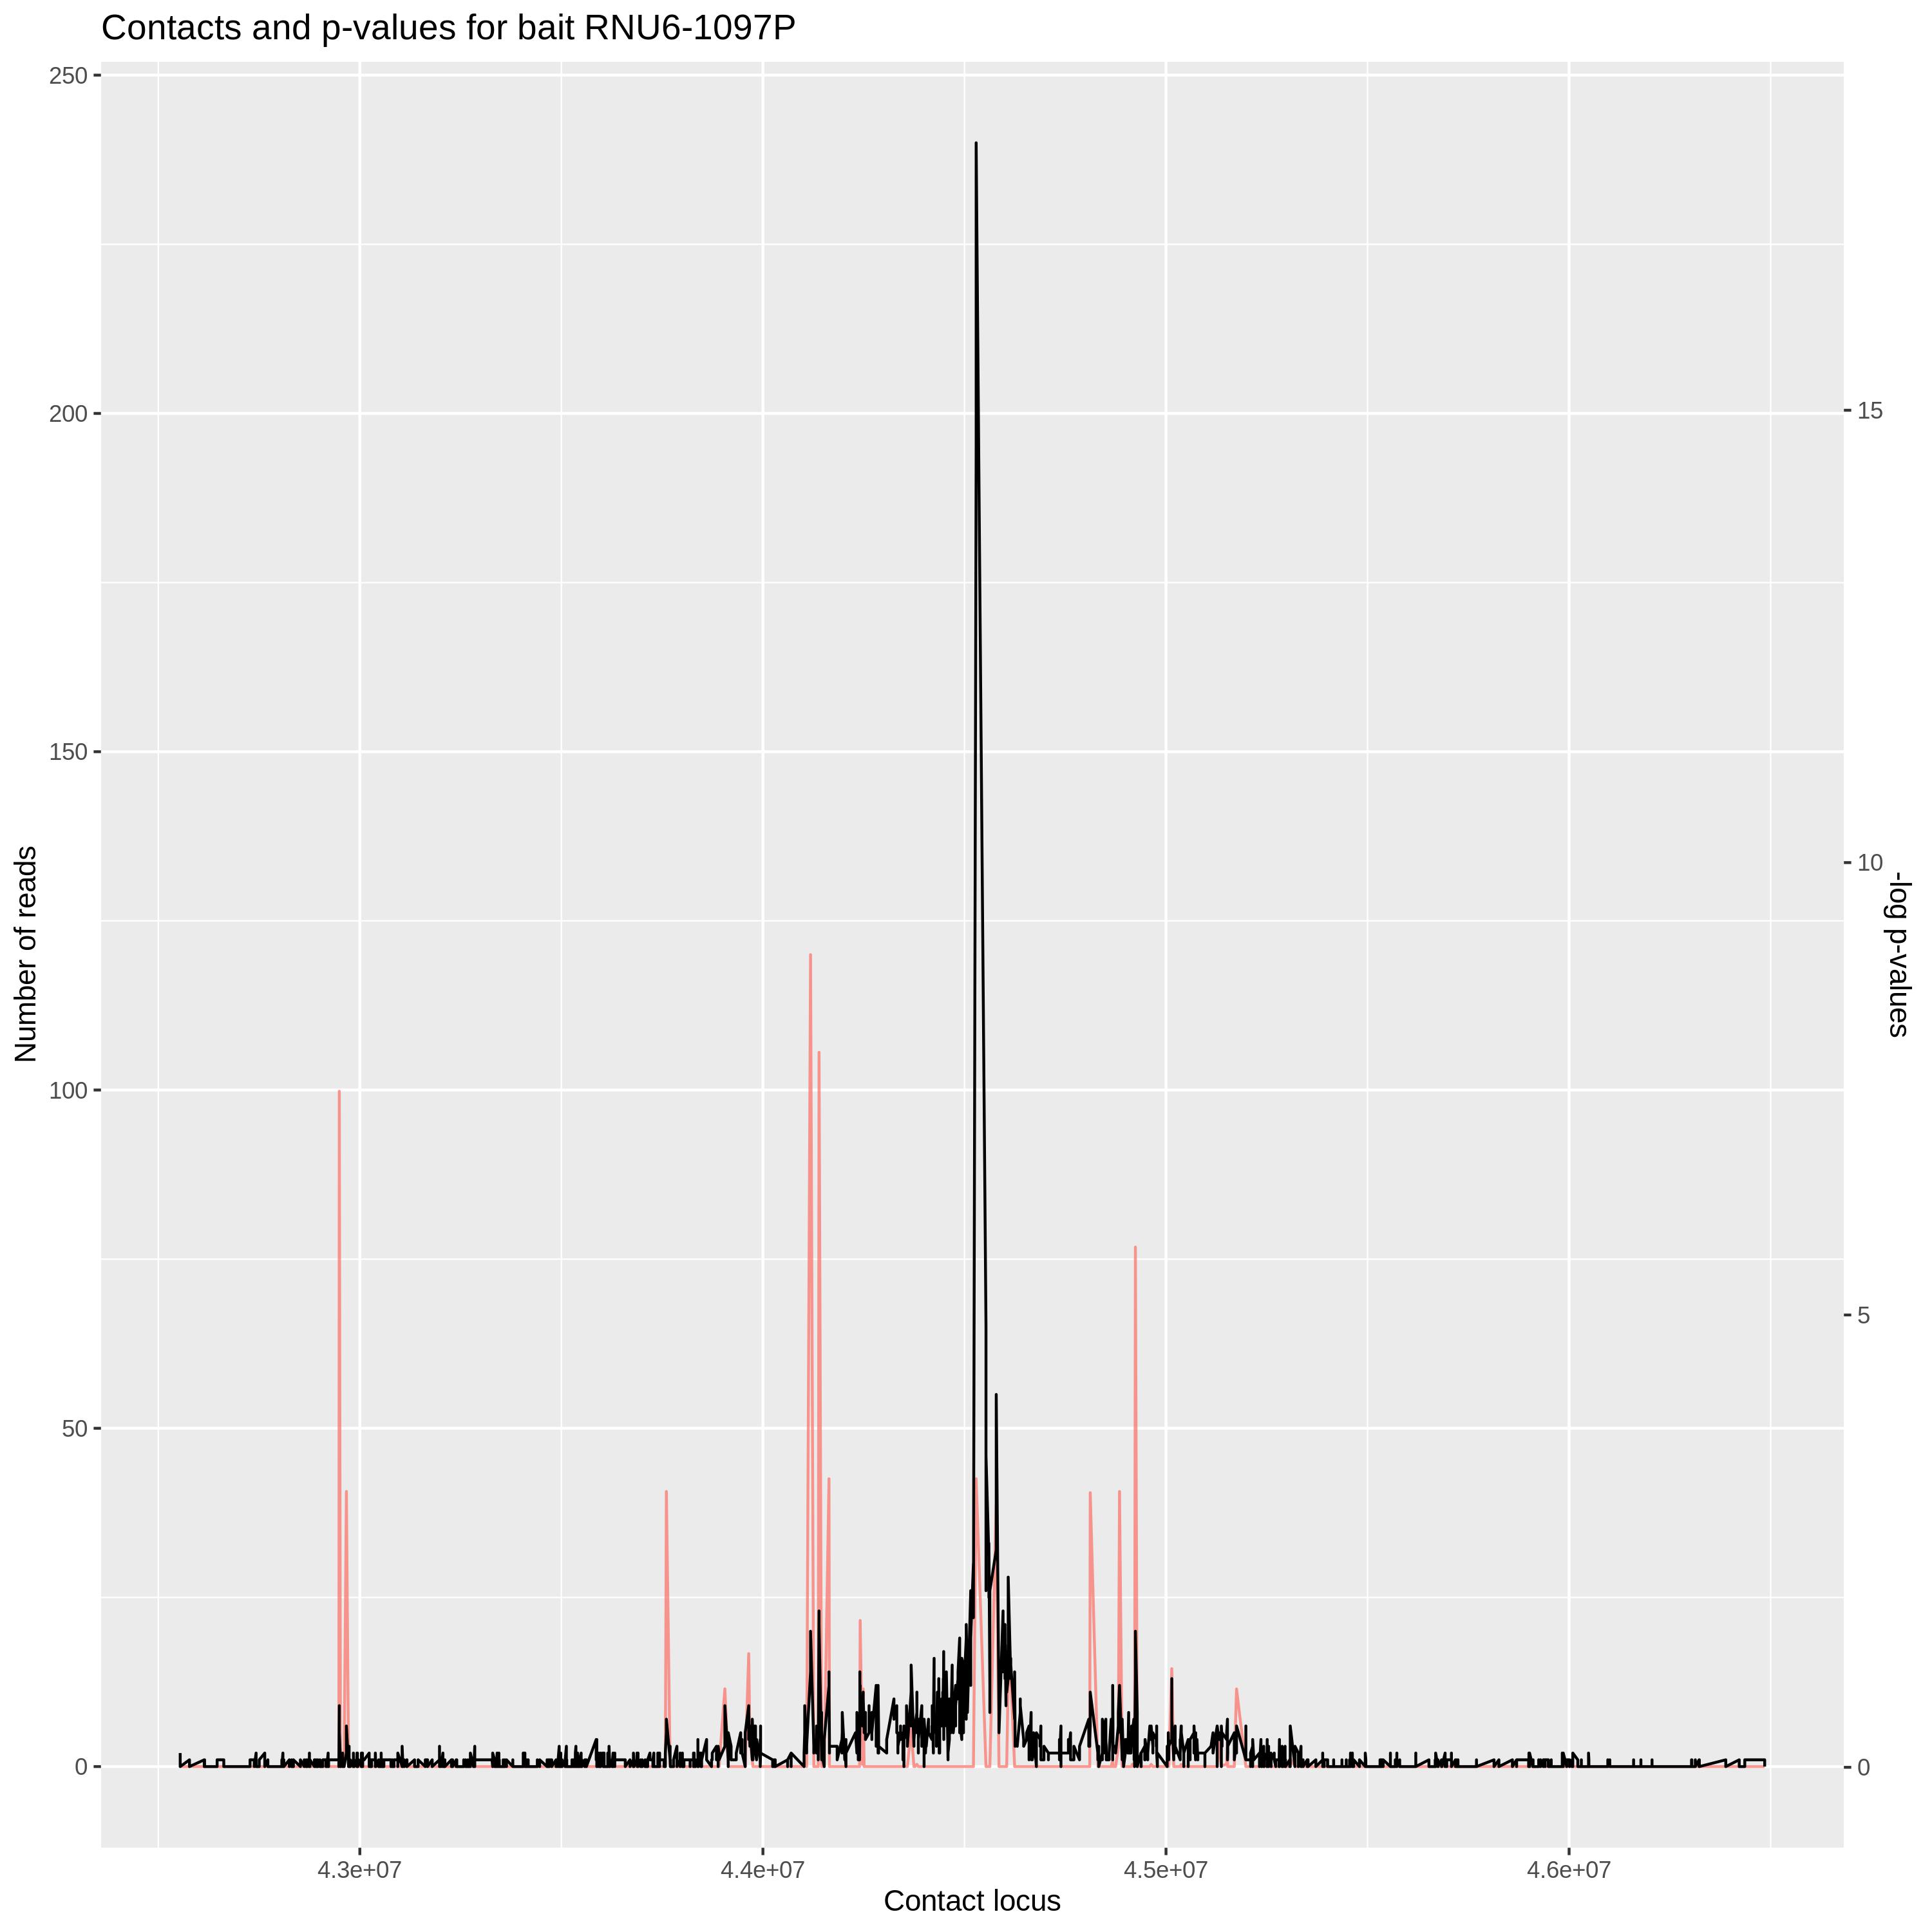 Contacts and p-values for bait RNU6-1097P
250
200
150
100
50
0
Number of reads
15
10
5
0
-log p-values
4.3e+07 4.4e+07 4.5e+07 4.6e+07
Contact locus